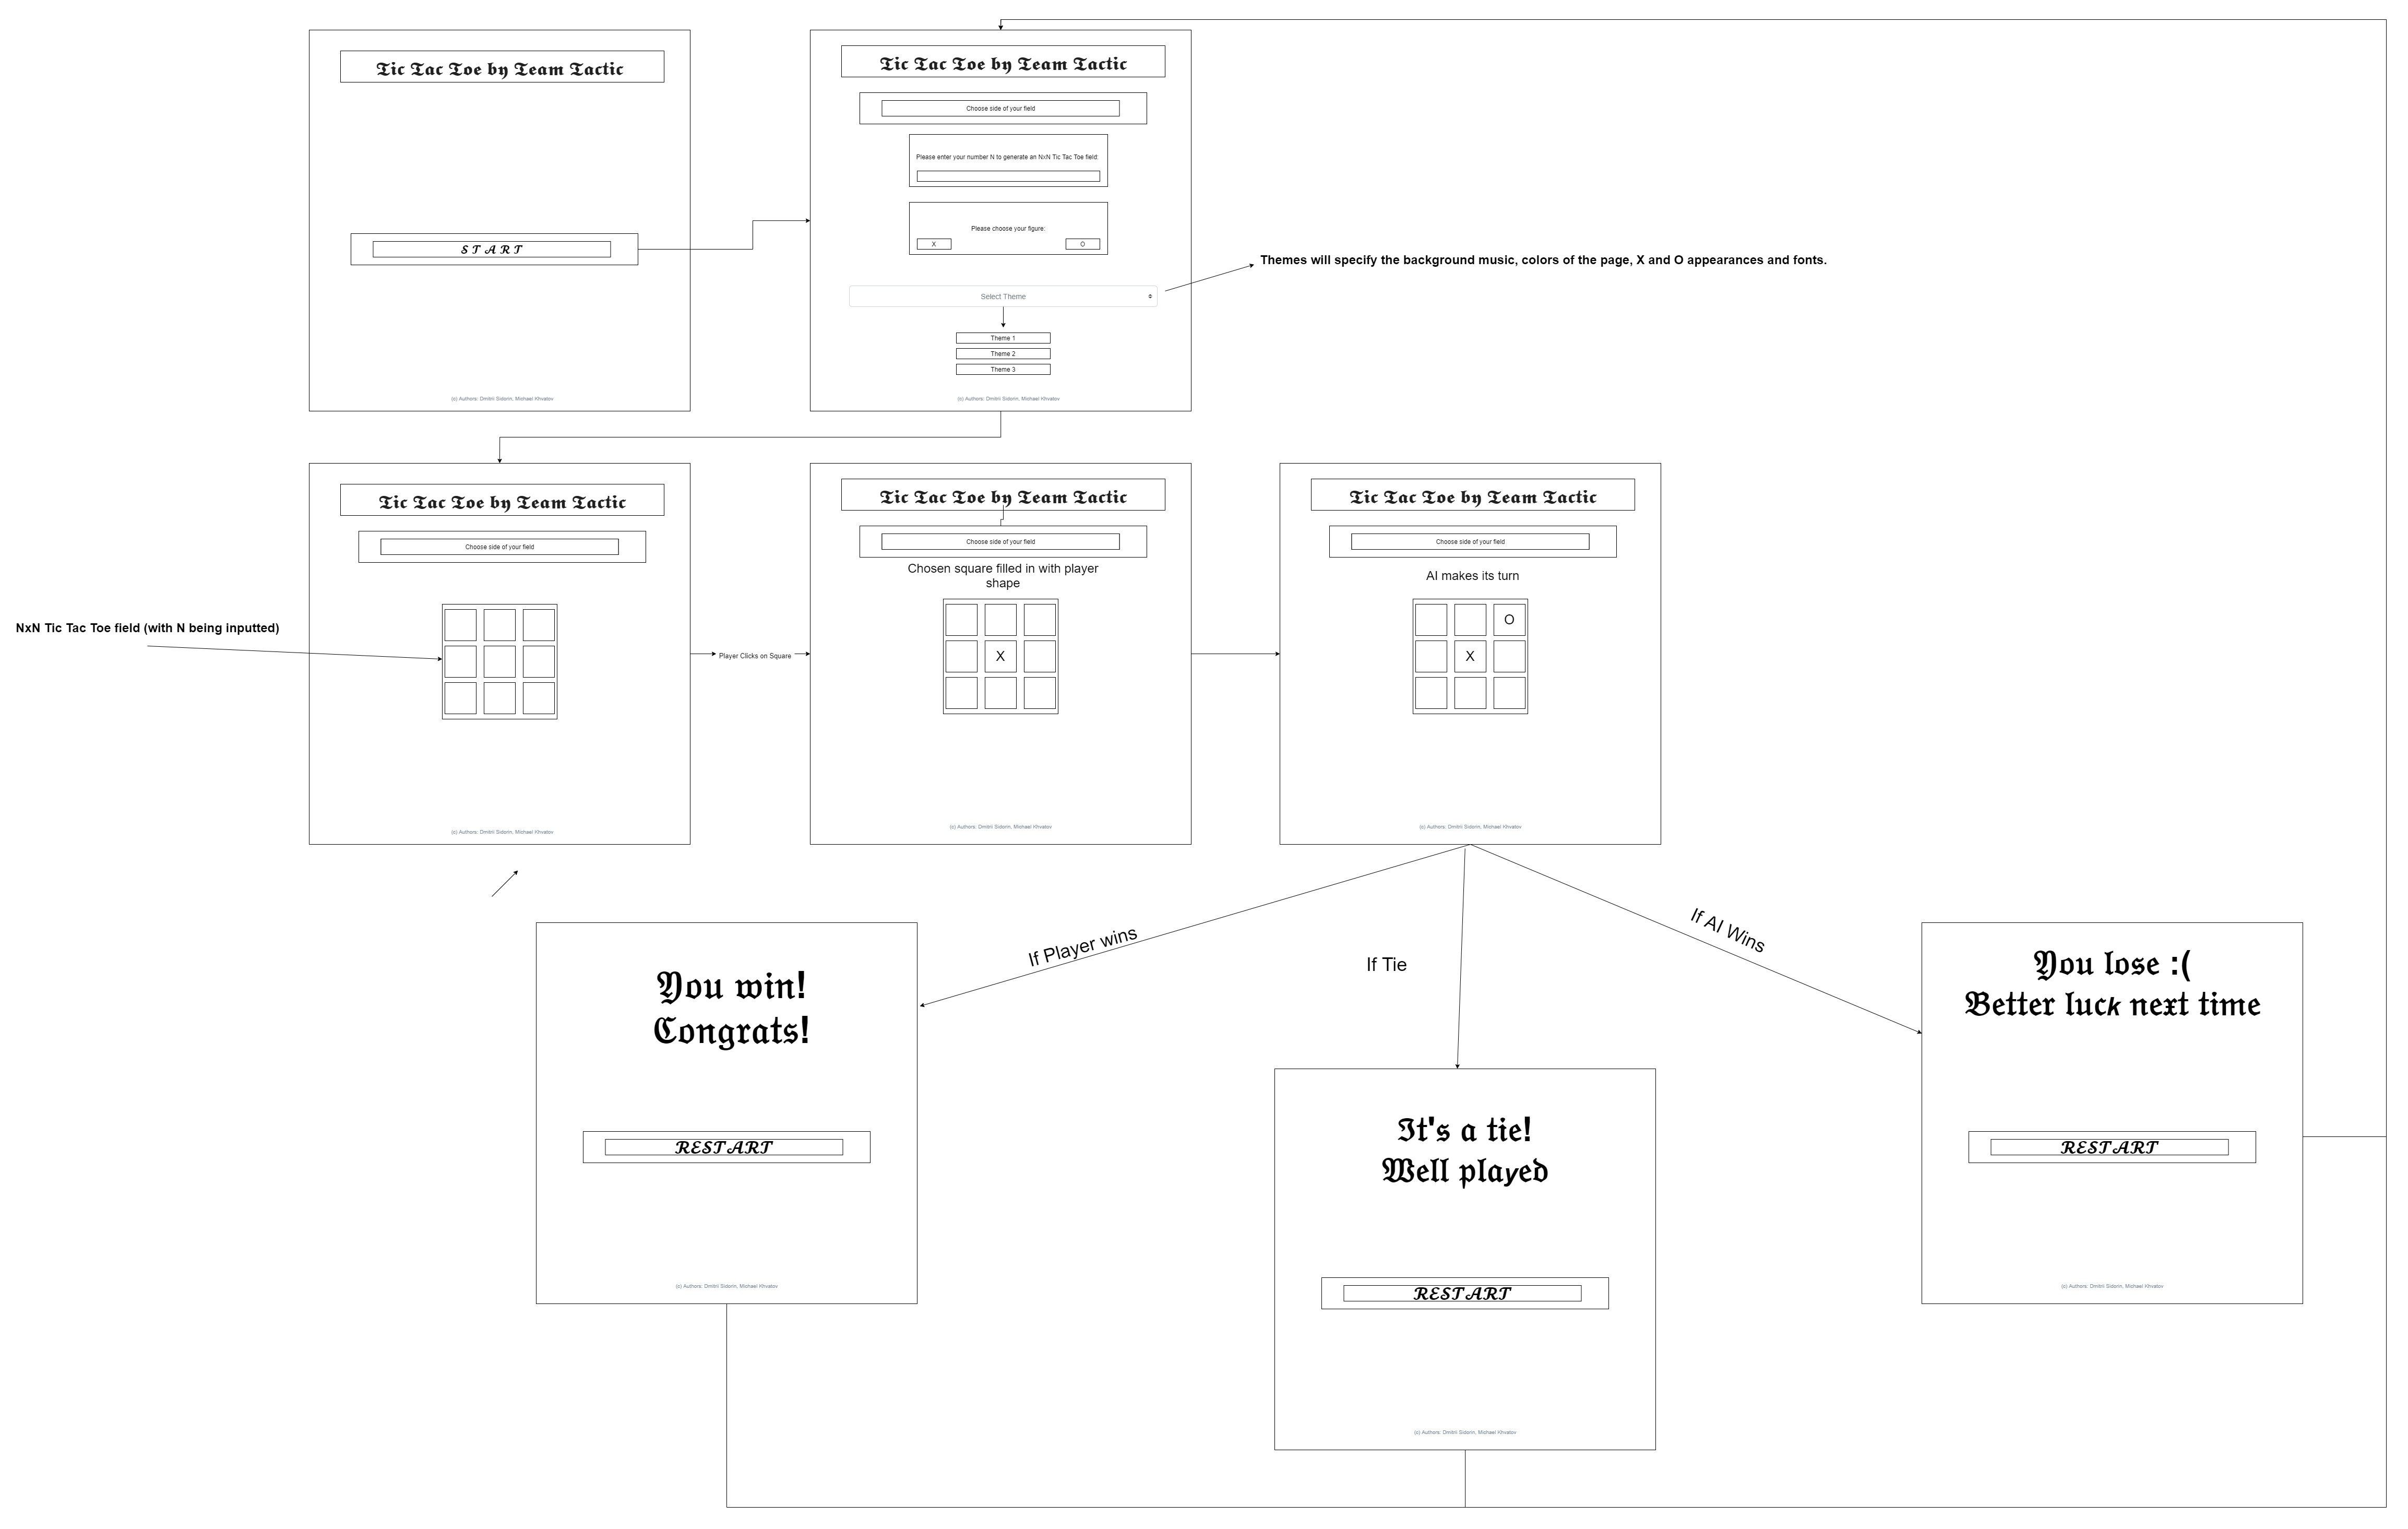 Tic Tac Toe by Team Tactic
START
(c) Authors: Dmitrii Sidorin, Michael Khvatov
Tic Tac Toe by Team Tactic
Choose side of your field
Please enter your number N to generate an NxN Tic Tac Toe field:
Please choose your figure:
X
O
Select Theme
Theme 1
Theme 2
Theme 3
(c) Authors: Dmitrii Sidorin, Michael Khvatov
Themes will specify the background music, colors of the page, X and O appearances and fonts.
NxN Tic Tac Toe field (with N being inputted)
Tic Tac Toe by Team Tactic
Choose side of your field
(c) Authors: Dmitrii Sidorin, Michael Khvatov
Player Clicks on Square
Tic Tac Toe by Team Tactic
Choose side of your field
Chosen square filled in with player
shape
X
(c) Authors: Dmitrii Sidorin, Michael Khvatov
Tic Tac Toe by Team Tactic
Choose side of your field
AI makes its turn
O
X
(c) Authors: Dmitrii Sidorin, Michael Khvatov
If Player wins
If Tie
If AI Wins
You win!
Congrats!
RESTART
(c) Authors: Dmitrii Sidorin, Michael Khvatov
It's a tie!
Well played
RESTART
(c) Authors: Dmitrii Sidorin, Michael Khvatov
You lose :(
Better luck next time
RESTART
(c) Authors: Dmitrii Sidorin, Michael Khvatov